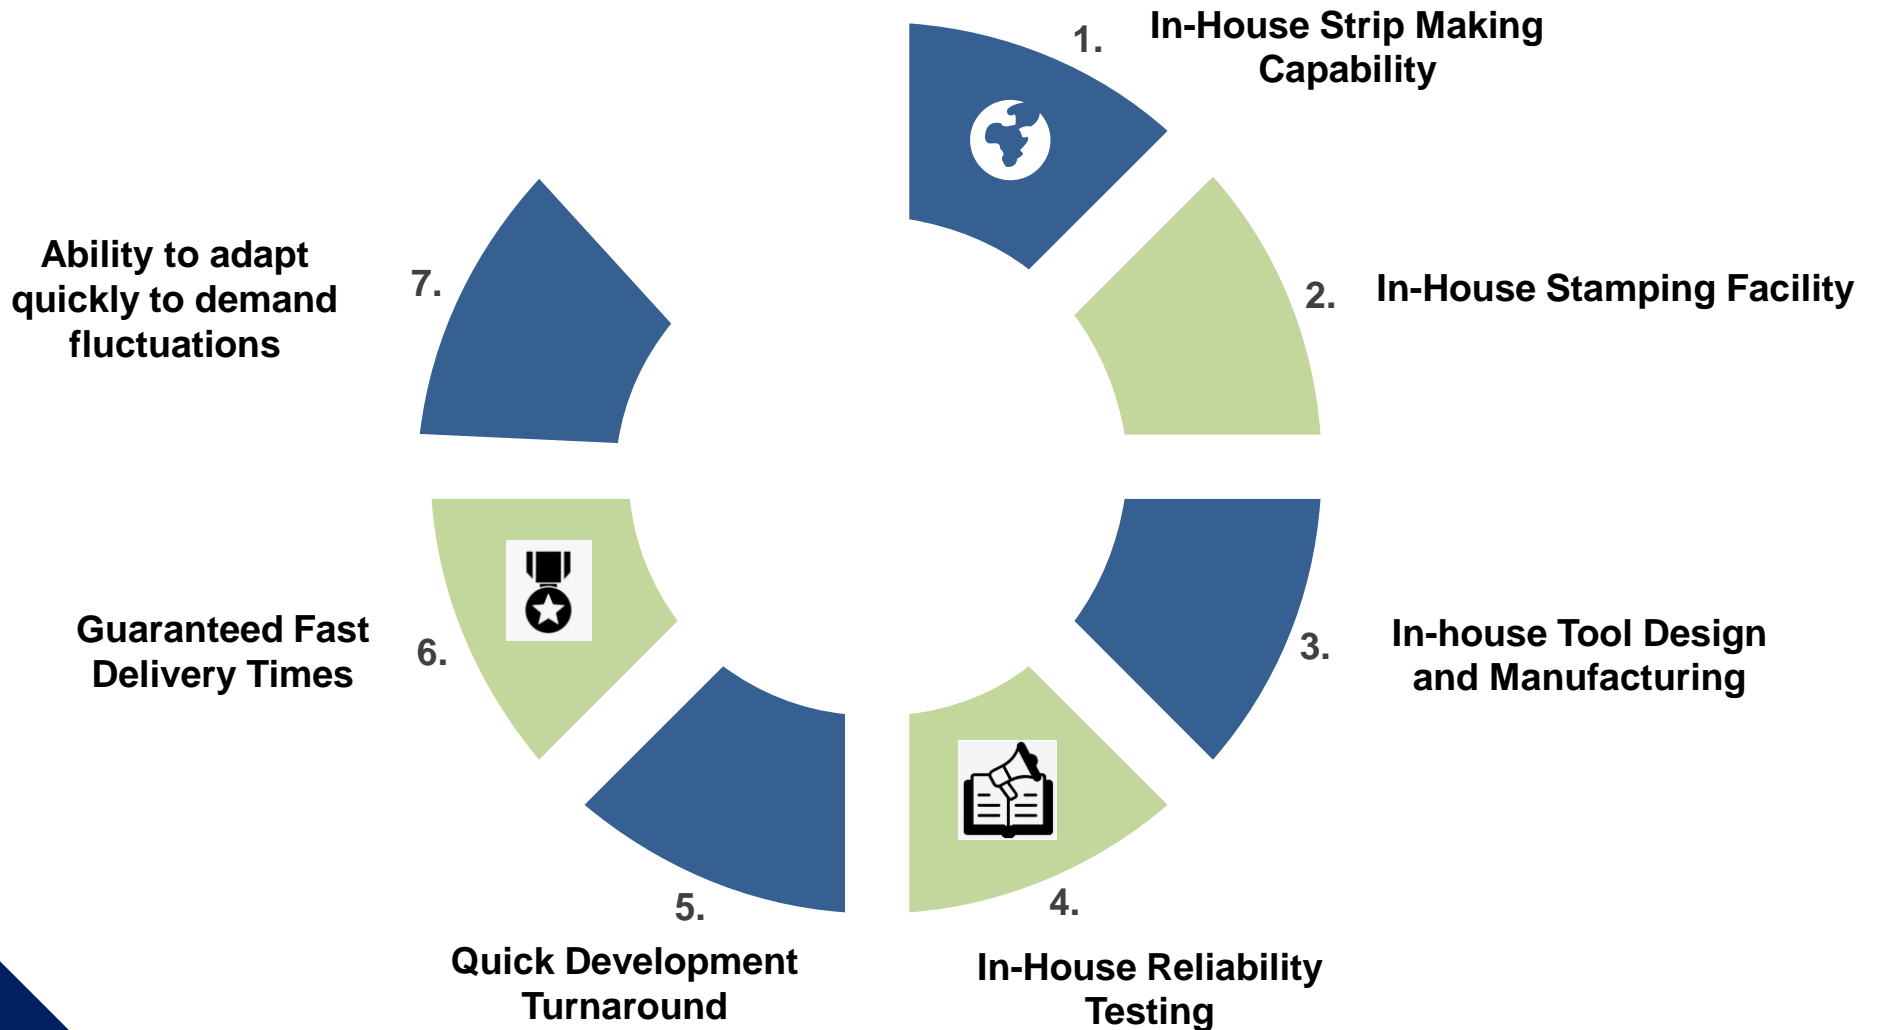 1.
In-House Strip Making
Capability
2.
In-House Stamping Facility
3.
In-house Tool Design
and Manufacturing
4.
In-House Reliability
Testing
5.
Quick Development
Turnaround
6.
Guaranteed Fast
Delivery Times
7.
Ability to adapt
quickly to demand
fluctuations